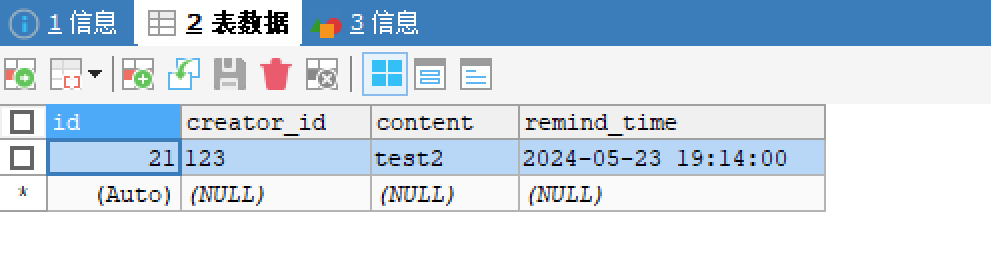 1 信息 2 表数据 3 信息
id creator_id content remind_time
21 123 test2 2024-05-23 19:14:00
* (Auto) (NULL) (NULL) (NULL)